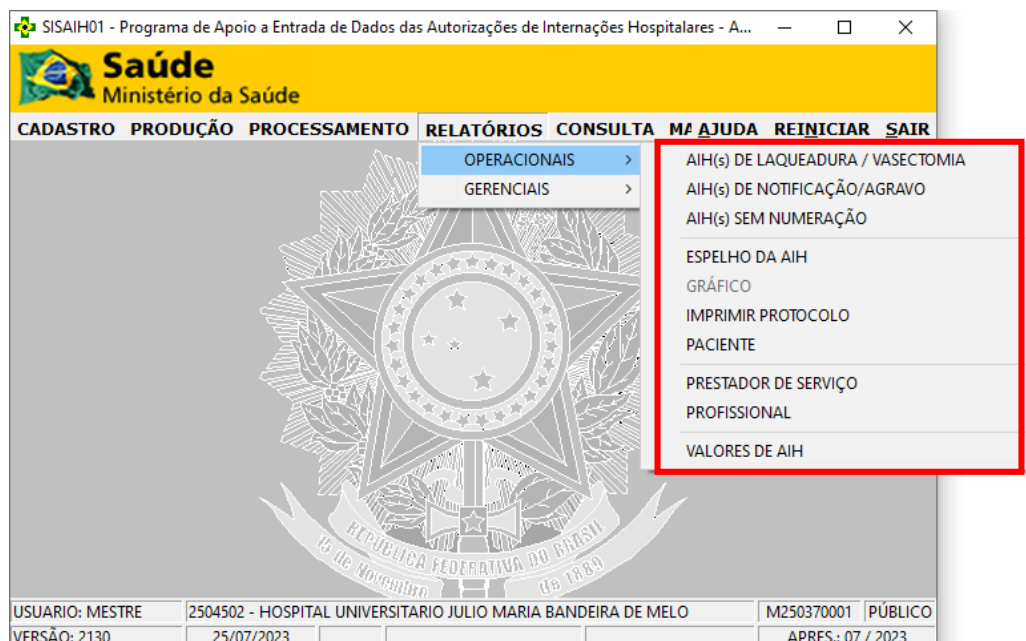 SISAIH01 - Programa de Apoio a Entrada de Dados das Autorizações de Internações Hospitalares - A...
Saúde
Ministério da Saúde
CADASTRO PRODUÇÃO PROCESSAMENTO RELATÓRIOS CONSULTA MA AJUDA REINICIAR SAIR
OPERACIONAIS
GERENCIAIS
AIH(s) DE LAQUEADURA / VASECTOMIA
AIH(s) DE NOTIFICAÇÃO/AGRAVO
AIH(s) SEM NUMERAÇÃO
ESPELHO DA AIH
GRÁFICO
IMPRIMIR PROTOCOLO
PACIENTE
PRESTADOR DE SERVIÇO
PROFISSIONAL
VALORES DE AIH
REPUBLICA FEDERATIVA DO BRASIL
15 de Novembro de 1889
USUARIO: MESTRE 2504502 - HOSPITAL UNIVERSITARIO JULIO MARIA BANDEIRA DE MELO M250370001 PÚBLICO
VERSÃO: 2130 25/07/2023 APRES.: 07 / 2023